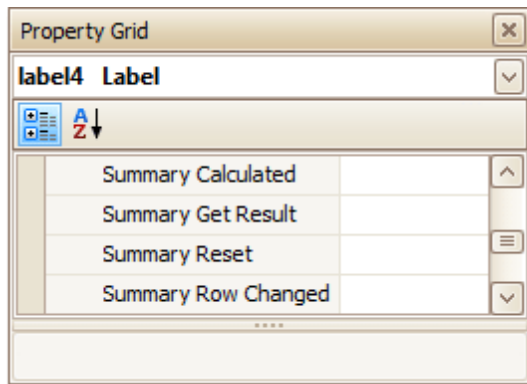 Property Grid
label4 Label
A
Z
Summary Calculated
Summary Get Result
Summary Reset
Summary Row Changed